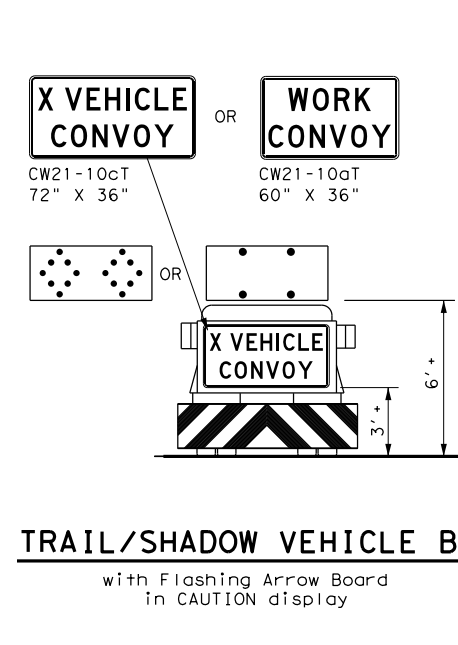 X VEHICLE
CONVOY
OR
WORK
CONVOY
CW21-10cT
72" X 36"
CW21-10aT
60" X 36"
OR
X VEHICLE
CONVOY
3' +
6' +
TRAIL/SHADOW VEHICLE B
with Flashing Arrow Board
in CAUTION display